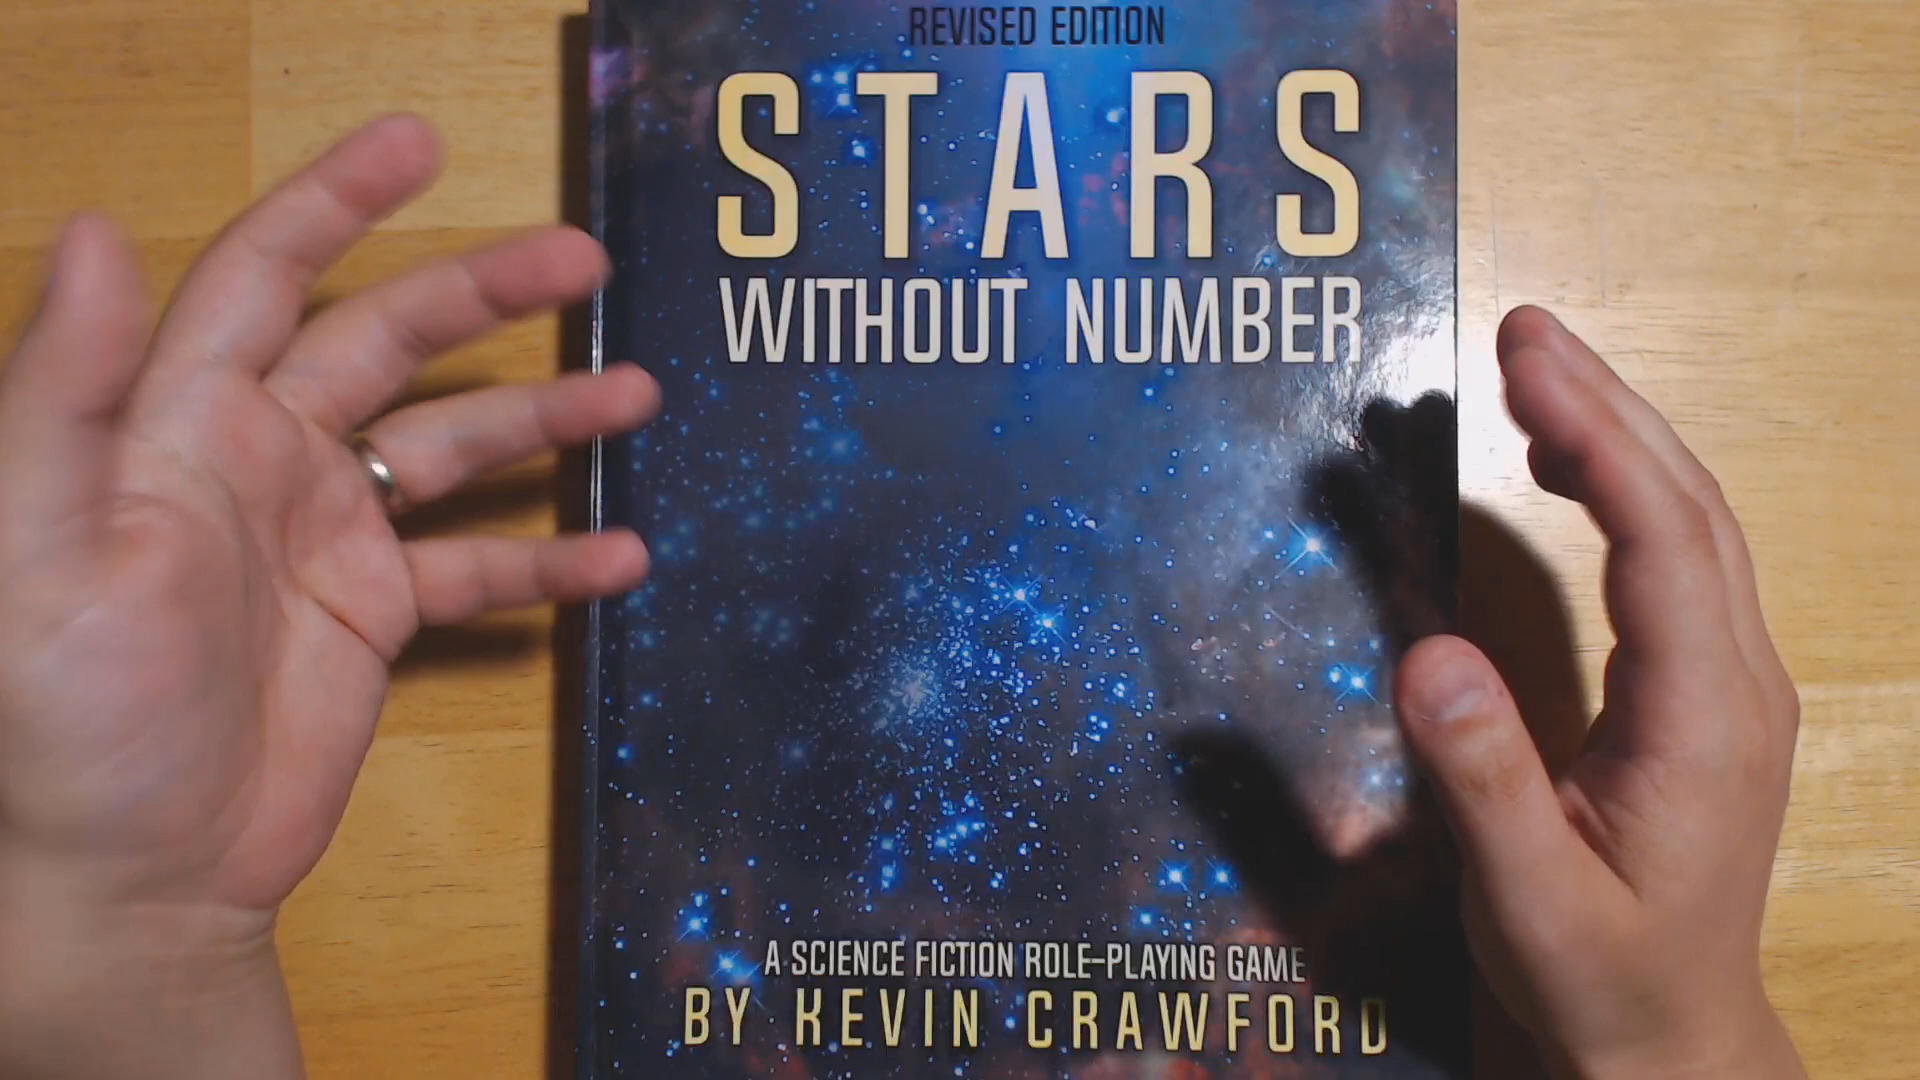 REVISED EDITION
STARS
WITHOUT NUMBER
A SCIENCE FICTION ROLE-PLAYING GAME
BY KEVIN CRAWFORD